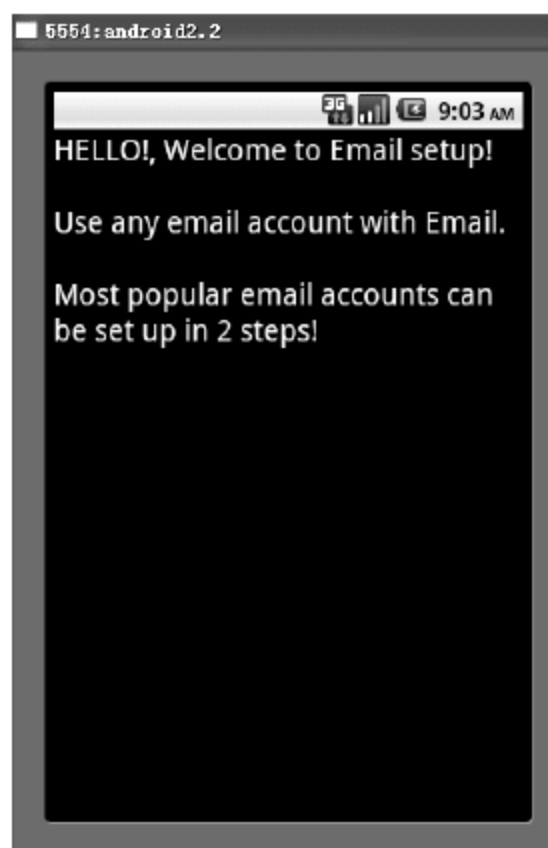 5554:android2.2
3G
9:03 AM
HELLO!, Welcome to Email setup!
Use any email account with Email.
Most popular email accounts can
be set up in 2 steps!